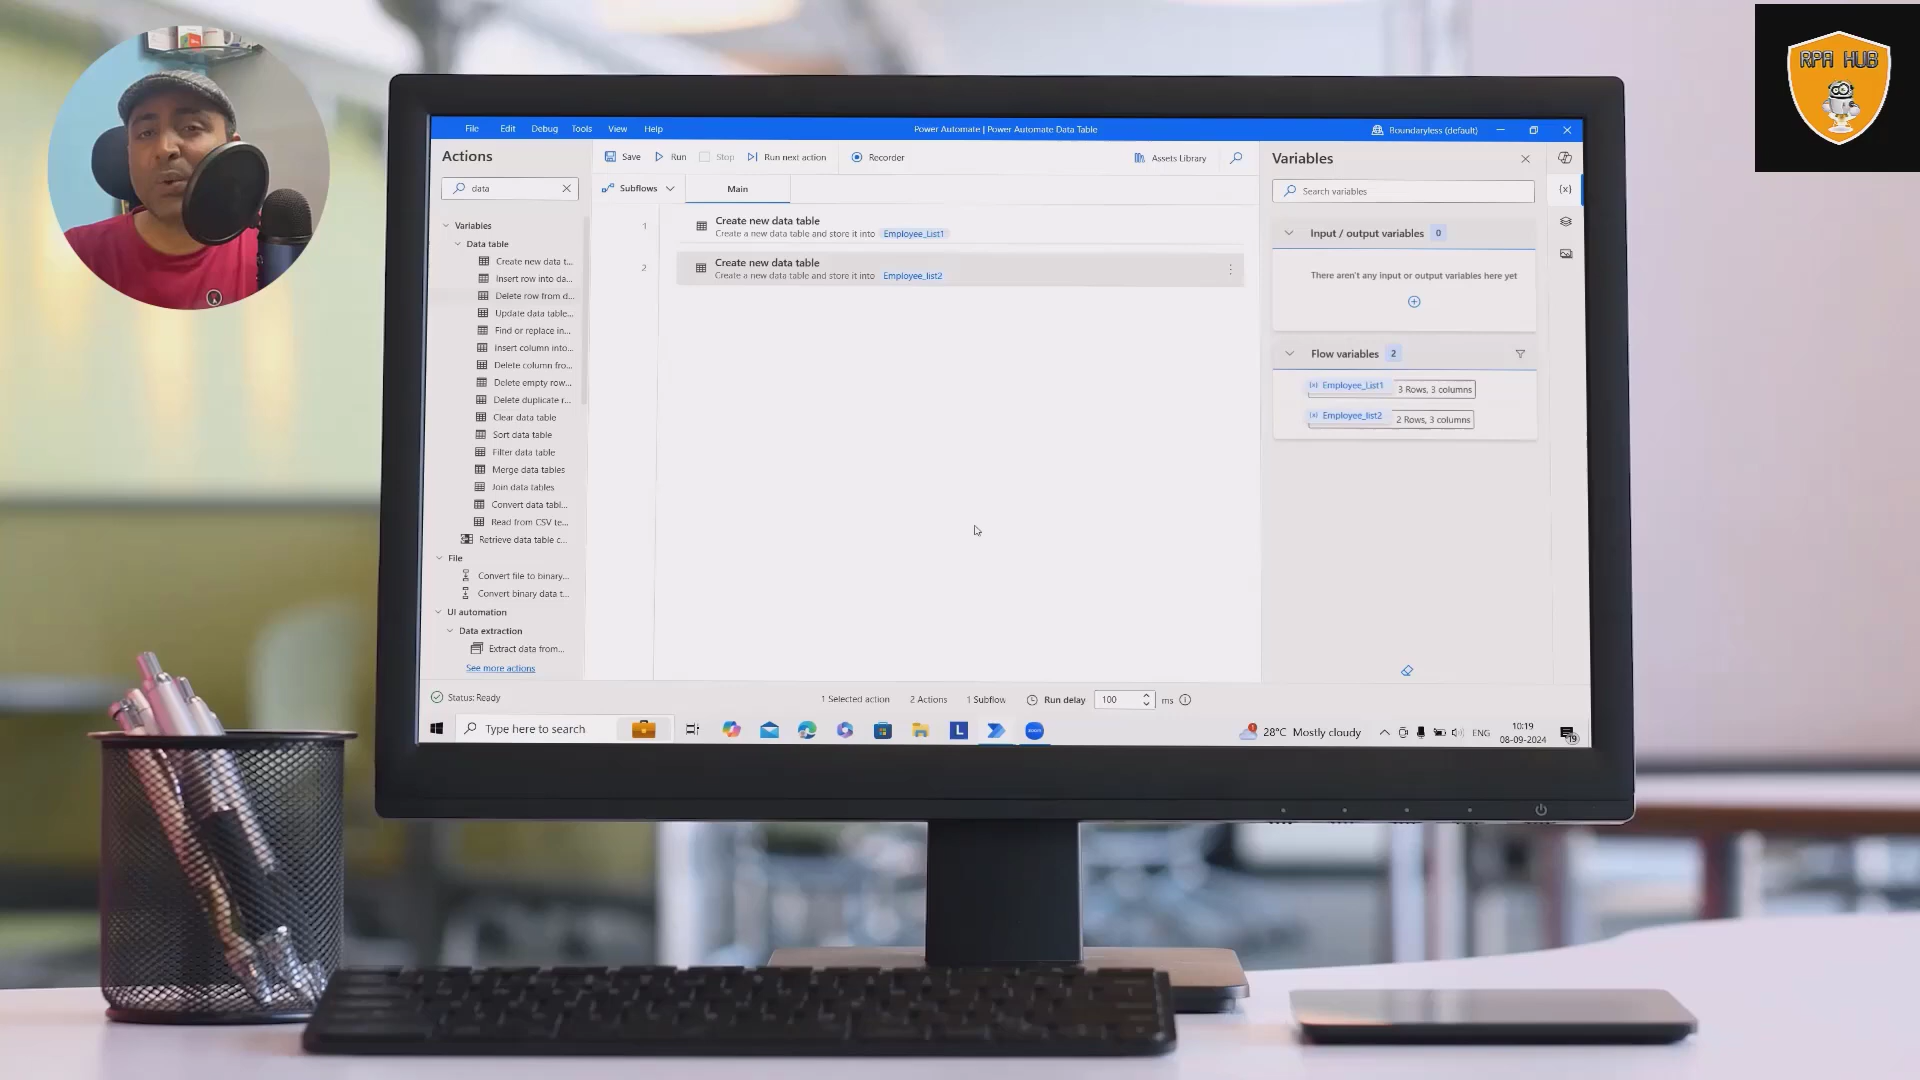 RPA HUB
File Edit Debug Tools View Help
Power Automate | Power Automate Data Table
Boundaryless (default)
Actions
data
Variables
Data table
Create new data t...
Insert row into da...
Delete row from d...
Update data table...
Find or replace in...
Insert column into...
Delete column fro...
Delete empty row...
Delete duplicate r...
Clear data table
Sort data table
Filter data table
Merge data tables
Join data tables
Convert data tabl...
Read from CSV te...
Retrieve data table c...
File
Convert file to binary...
Convert binary data t...
UI automation
Data extraction
Extract data from...
See more actions
Save Run Stop Run next action Recorder
Assets Library
Subflows Main
1
Create new data table
Create a new data table and store it into Employee_List1
2
Create new data table
Create a new data table and store it into Employee_list2
Variables
{x}
Search variables
Input / output variables 0
There aren't any input or output variables here yet
Flow variables 2
{x} Employee_List1 3 Rows, 3 columns
{x} Employee_list2 2 Rows, 3 columns
Status: Ready
1 Selected action 2 Actions 1 Subflow Run delay 100 ms
Type here to search
L
zoom
28°C Mostly cloudy
ENG
10:19
08-09-2024
19